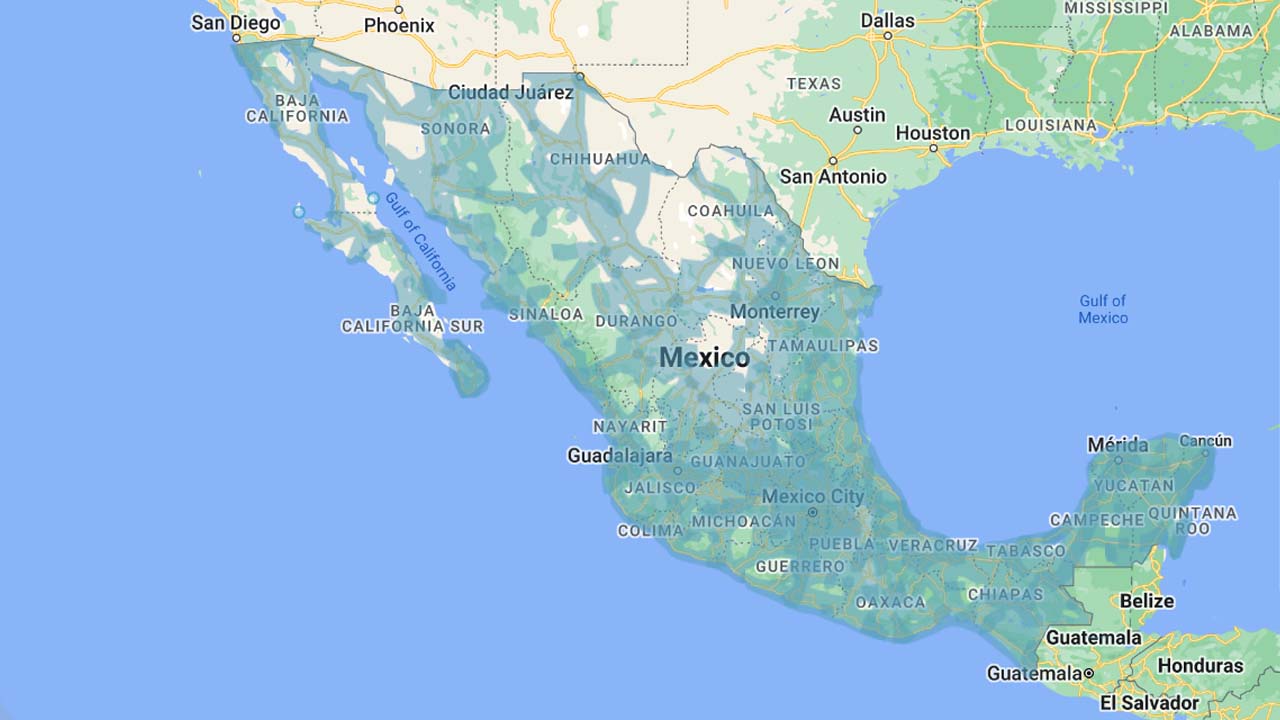 MISSISSIPPI
San Diego
Phoenix
Dallas
ALABAMA
TEXAS
Ciudad Juárez
BAJA
CALIFORNIA
SONORA
Austin
Houston
LOUISIANA
CHIHUAHUA
San Antonio
COAHUILA
Gulf of California
NUEVO LEON
Gulf of
Mexico
BAJA
CALIFORNIA SUR
SINALOA
DURANGO
Monterrey
TAMAULIPAS
Mexico
SAN LUIS
POTOSI
NAYARIT
Guadalajara
GUANAJUATO
Mérida
Cancún
JALISCO
Mexico City
YUCATAN
COLIMA
MICHOACÁN
CAMPECHE
QUINTANA
ROO
PUEBLA
VERACRUZ
TABASCO
GUERRERO
OAXACA
CHIAPAS
Belize
Guatemala
Guatemala
Honduras
El Salvador